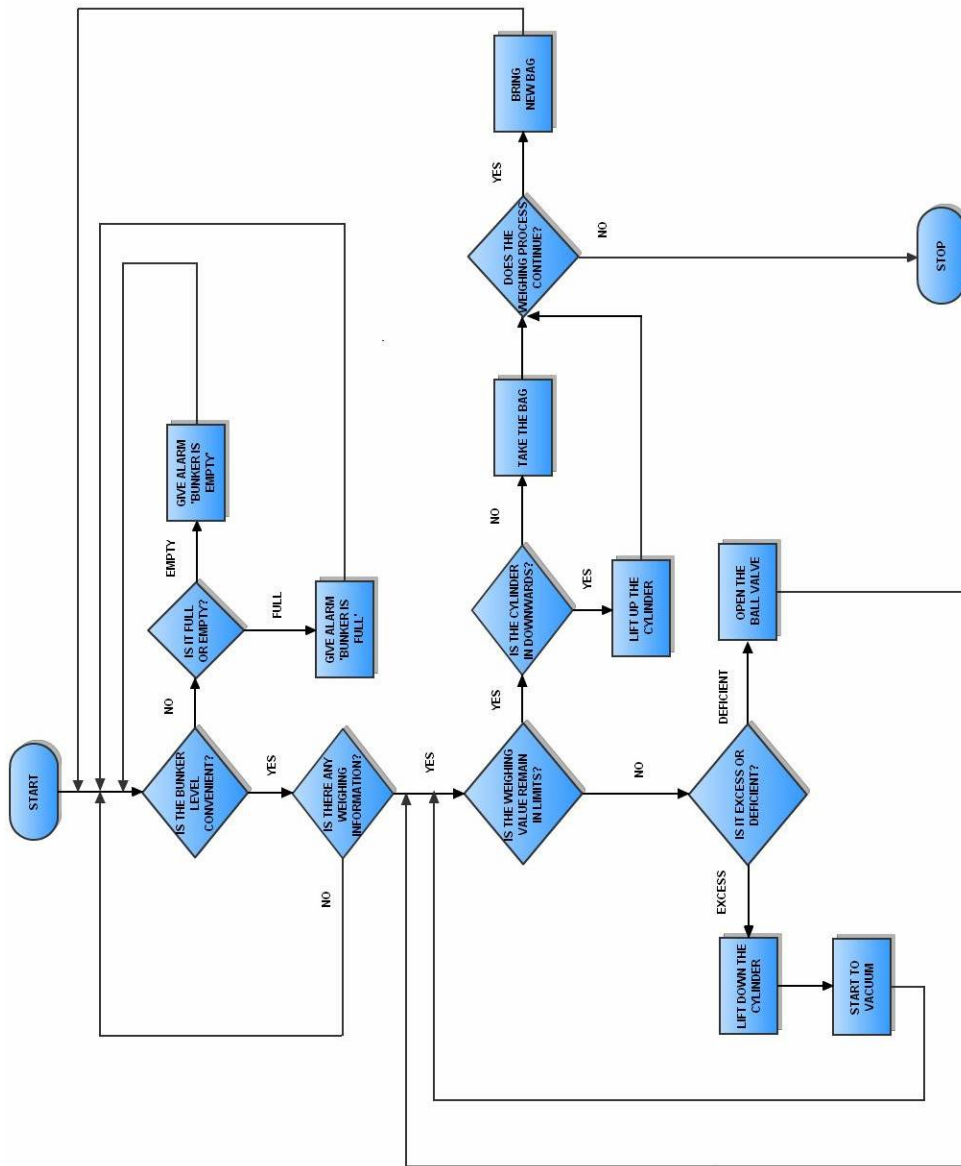 START
IS THE BUNKER
LEVEL
CONVENIENT?
NO
IS IT FULL
OR EMPTY?
EMPTY
GIVE ALARM
'BUNKER IS
EMPTY'
FULL
GIVE ALARM
'BUNKER IS
FULL'
YES
IS THERE ANY
WEIGHING
INFORMATION?
NO
YES
IS THE WEIGHING
VALUE REMAIN
IN LIMITS?
YES
IS THE CYLINDER
IN DOWNWARDS?
NO
TAKE THE BAG
YES
LIFT UP THE
CYLINDER
DOES THE
WEIGHING PROCESS
CONTINUE?
YES
BRING
NEW BAG
NO
STOP
NO
IS IT EXCESS OR
DEFICIENT?
DEFICIENT
OPEN THE
BALL VALVE
EXCESS
LIFT DOWN THE
CYLINDER
START TO
VACUUM